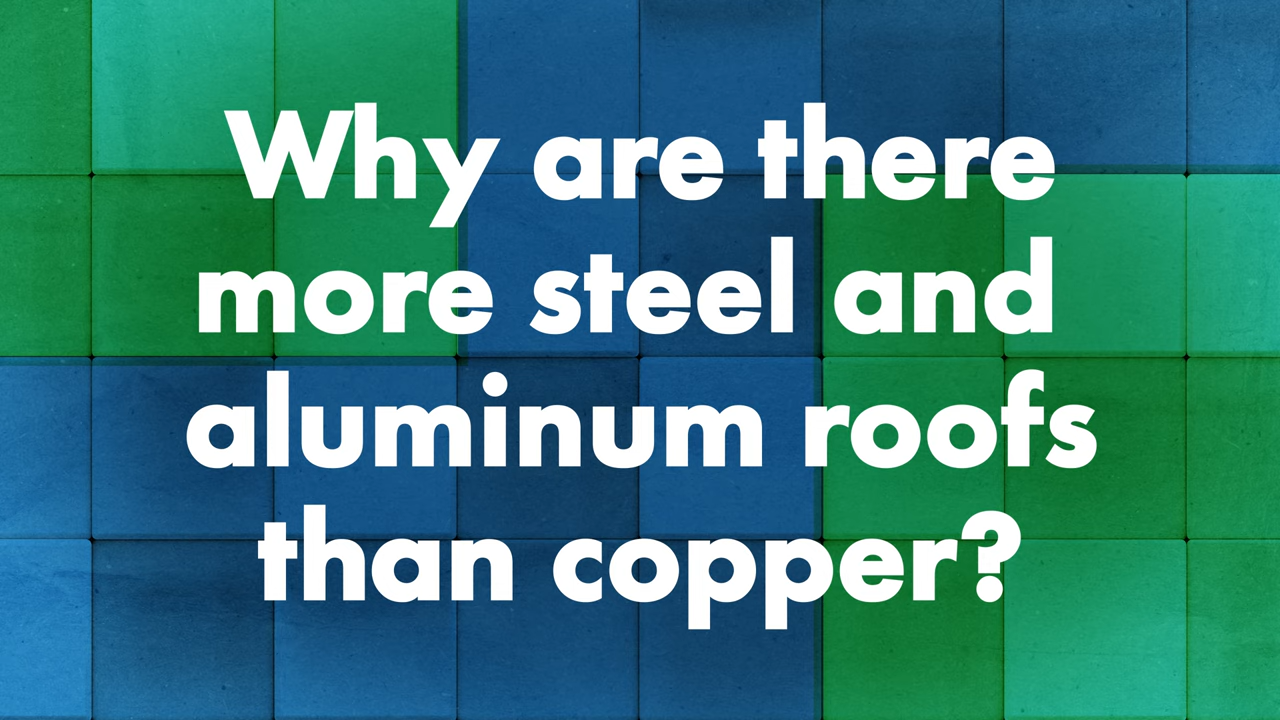 Why are there
more steel and
aluminum roofs
than copper?